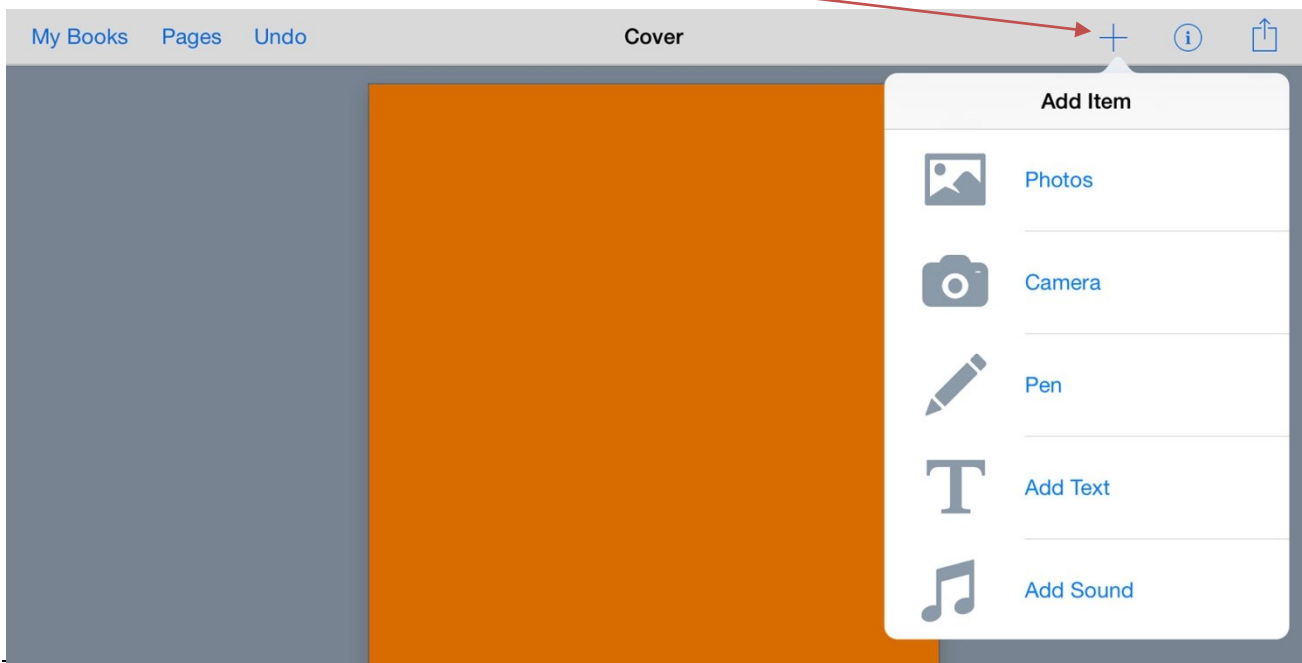 My Books Pages Undo Cover
Add Item
Photos
Camera
Pen
Add Text
Add Sound